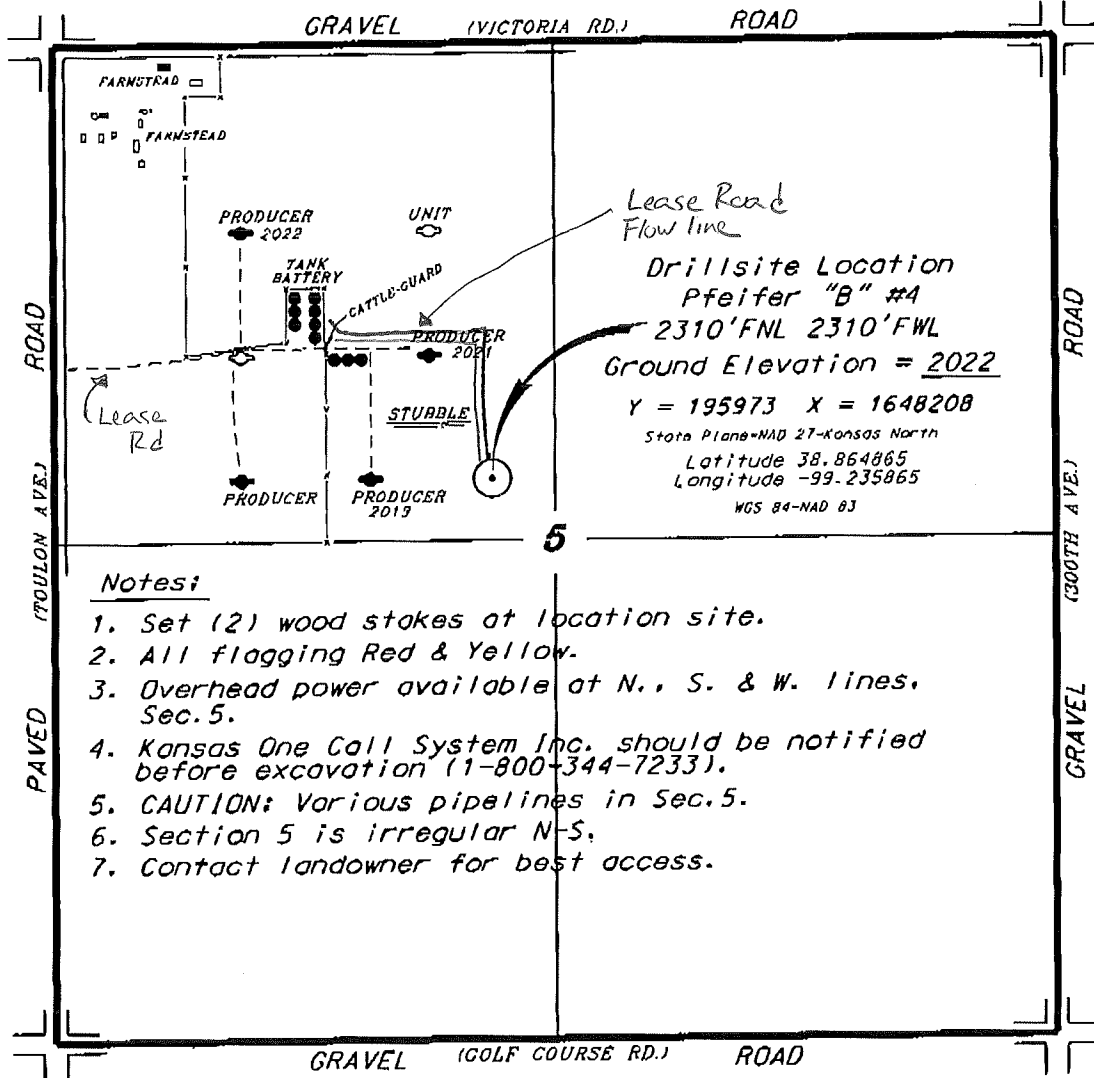 GRAVEL (VICTORIA RD.) ROAD
FARMSTEAD
FARMSTEAD
Lease Road
Flow line
PRODUCER
2022
UNIT
TANK
BATTERY
CATTLE-GUARD
Drillsite Location
Pfeifer "B" #4
2310'FNL 2310'FWL
Ground Elevation = 2022
Y = 195973 X = 1648208
State Plane-NAD 27-Kansas North
Latitude 38.864865
Longitude -99.235865
WGS 84-NAD 83
PRODUCER
2021
Lease
Rd
STUBBLE
PRODUCER
PRODUCER
2019
5
PAVED (TOULON AVE.) ROAD
GRAVEL (300TH AVE.) ROAD
Notes:
1. Set (2) wood stakes at location site.
2. All flagging Red & Yellow.
3. Overhead power available at N., S. & W. lines,
Sec.5.
4. Kansas One Call System Inc. should be notified
before excavation (1-800-344-7233).
5. CAUTION: Various pipelines in Sec.5.
6. Section 5 is irregular N-S.
7. Contact landowner for best access.
GRAVEL (GOLF COURSE RD.) ROAD